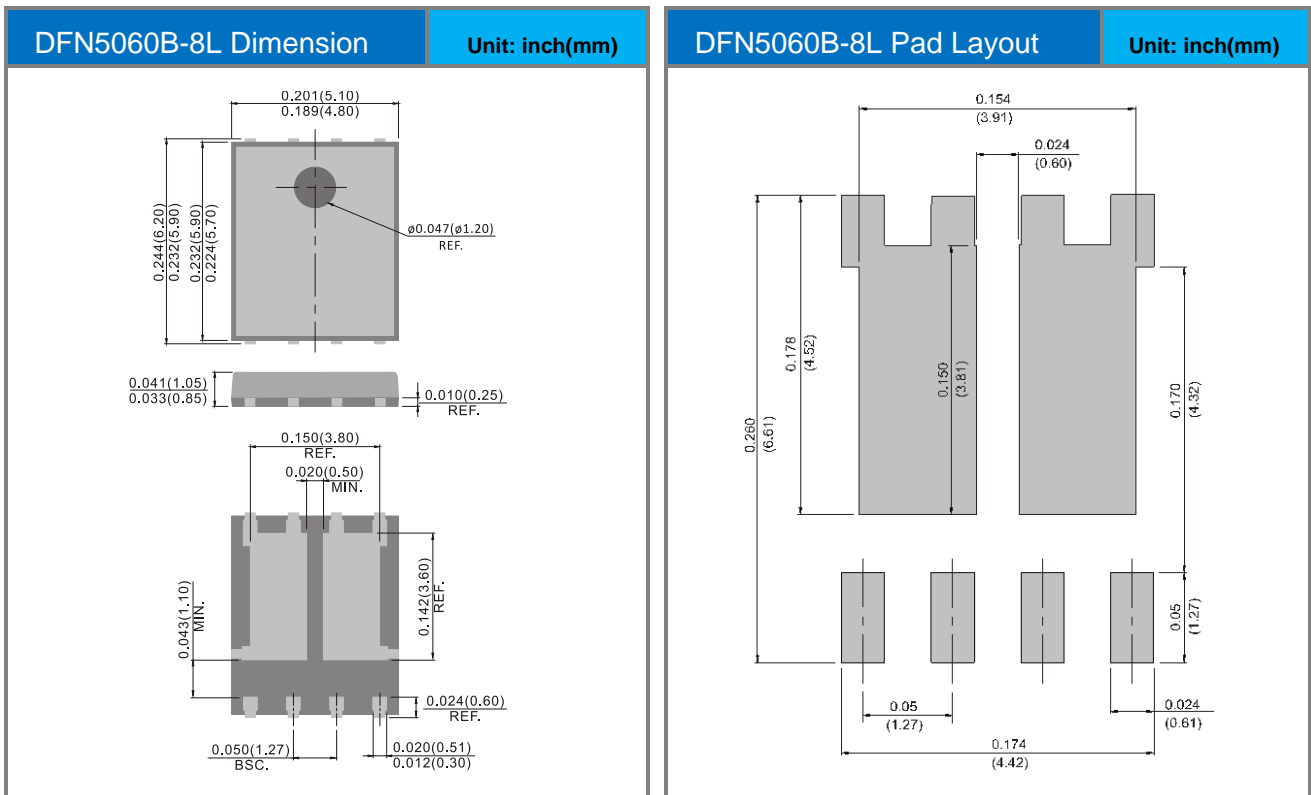 DFN5060B-8L Dimension
Unit: inch(mm)
0.201(5.10)
0.189(4.80)
0.244(6.20)
0.232(5.90)
0.232(5.90)
0.224(5.70)
ø0.047(ø1.20)
REF.
0.041(1.05)
0.033(0.85)
0.010(0.25)
REF.
0.150(3.80)
REF.
0.020(0.50)
MIN.
0.043(1.10)
MIN.
0.142(3.60)
REF.
0.024(0.60)
REF.
0.050(1.27)
BSC.
0.020(0.51)
0.012(0.30)
DFN5060B-8L Pad Layout
Unit: inch(mm)
0.154
(3.91)
0.024
(0.60)
0.178
(4.52)
0.150
(3.81)
0.260
(6.61)
0.170
(4.32)
0.05
(1.27)
0.05
(1.27)
0.024
(0.61)
0.174
(4.42)